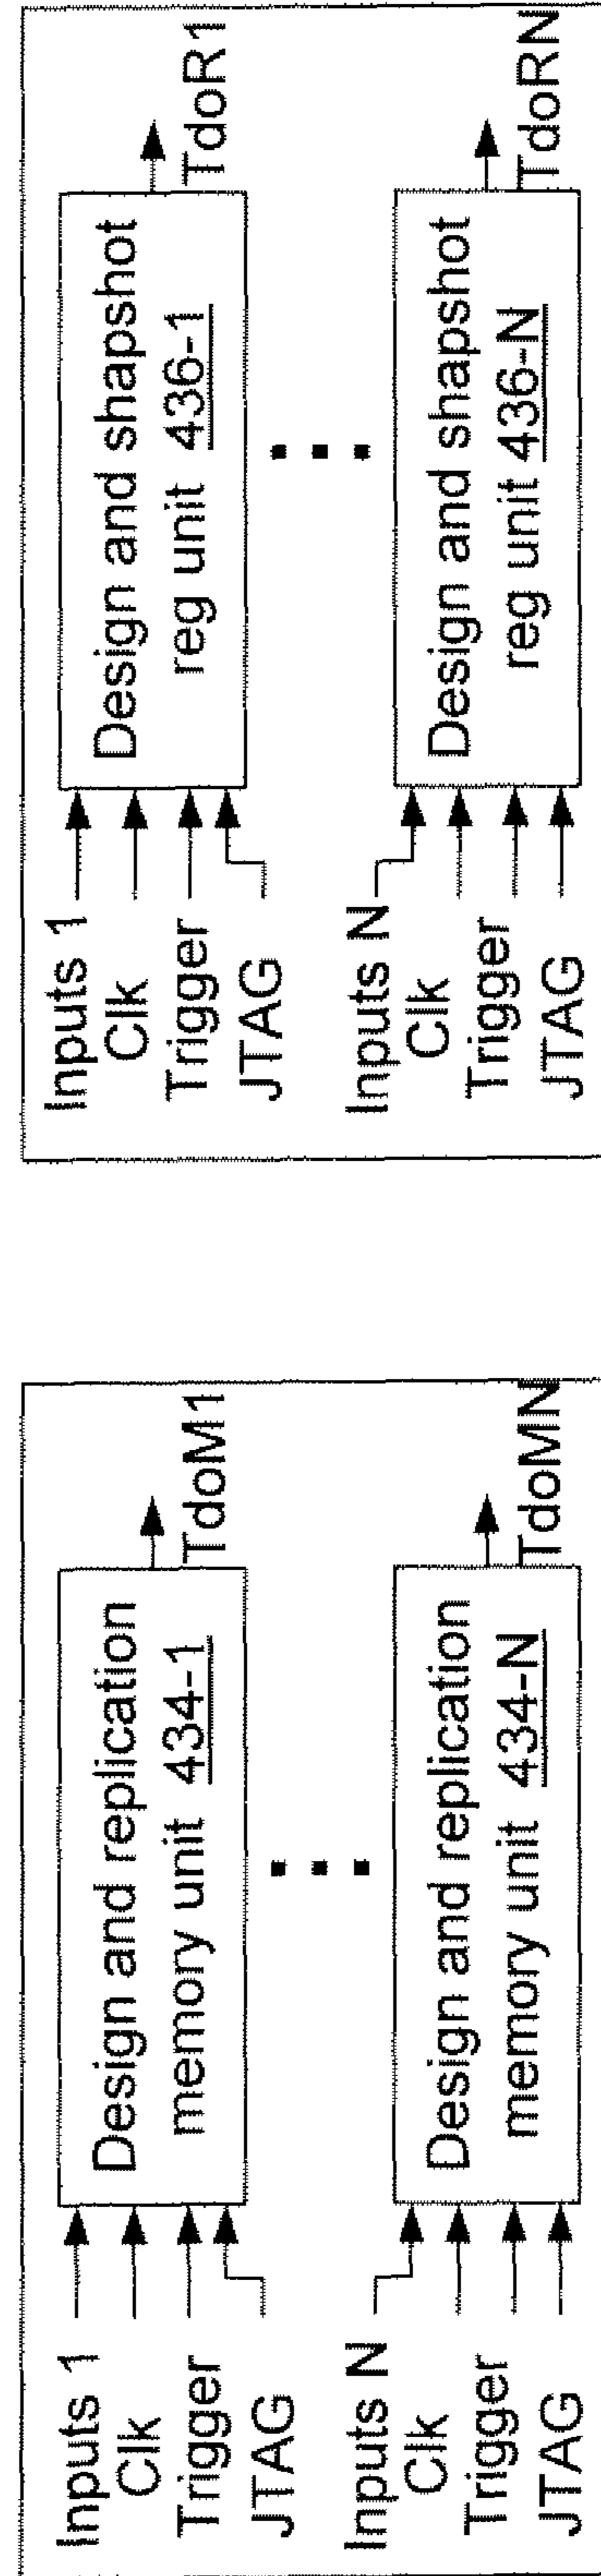 Inputs 1
Clk
Trigger
JTAG
Design and replication
memory unit 434-1
TdoM1
Inputs N
Clk
Trigger
JTAG
Design and replication
memory unit 434-N
TdoMN
Inputs 1
Clk
Trigger
JTAG
Design and shapshot
reg unit 436-1
TdoR1
Inputs N
Clk
Trigger
JTAG
Design and shapshot
reg unit 436-N
TdoRN